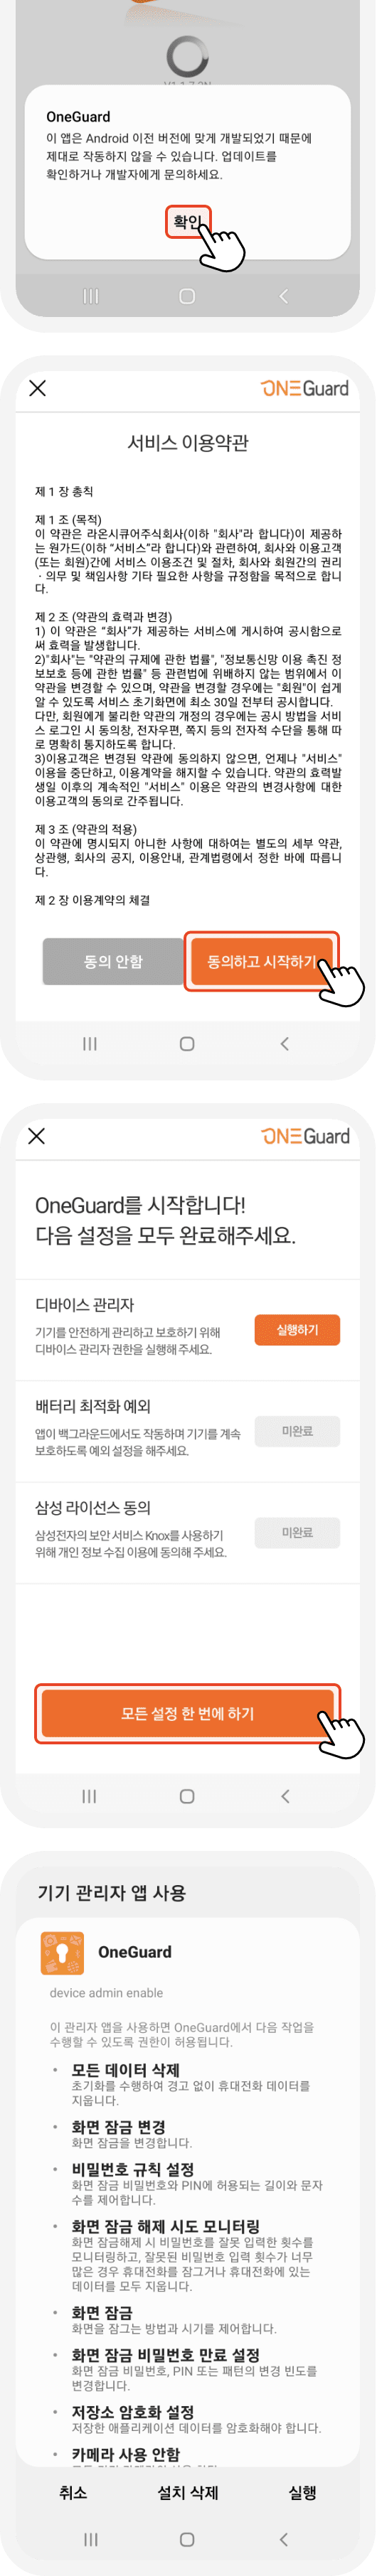 OneGuard
이 앱은 Android 이전 버전에 맞게 개발되었기 때문에
제대로 작동하지 않을 수 있습니다. 업데이트를
확인하거나 개발자에게 문의하세요.
확인
ONEGuard
서비스 이용약관
제 1 장 총칙
제 1 조 (목적)
이 약관은 라온시큐어주식회사(이하 "회사"라 합니다)이 제공하
는 원가드(이하 “서비스”라 합니다)와 관련하여, 회사와 이용고객
(또는 회원)간에 서비스 이용조건 및 절차, 회사와 회원간의 권리
· 의무 및 책임사항 기타 필요한 사항을 규정함을 목적으로 합니
다.
제 2 조 (약관의 효력과 변경)
1) 이 약관은 “회사”가 제공하는 서비스에 게시하여 공시함으로
써 효력을 발생합니다.
2)"회사"는 "약관의 규제에 관한 법률", "정보통신망 이용 촉진 정
보보호 등에 관한 법률" 등 관련법에 위배하지 않는 범위에서 이
약관을 변경할 수 있으며, 약관을 변경할 경우에는 "회원"이 쉽게
알 수 있도록 서비스 초기화면에 최소 30일 전부터 공시합니다.
다만, 회원에게 불리한 약관의 개정의 경우에는 공시 방법을 서비
스 로그인 시 동의창, 전자우편, 쪽지 등의 전자적 수단을 통해 따
로 명확히 통지하도록 합니다.
3)이용고객은 변경된 약관에 동의하지 않으면, 언제나 "서비스"
이용을 중단하고, 이용계약을 해지할 수 있습니다. 약관의 효력발
생일 이후의 계속적인 "서비스" 이용은 약관의 변경사항에 대한
이용고객의 동의로 간주됩니다.
제 3 조 (약관의 적용)
이 약관에 명시되지 아니한 사항에 대하여는 별도의 세부 약관,
상관행, 회사의 공지, 이용안내, 관계법령에서 정한 바에 따릅니
다.
제 2 장 이용계약의 체결
동의 안함
동의하고 시작하기
ONEGuard
OneGuard를 시작합니다!
다음 설정을 모두 완료해주세요.
디바이스 관리자
기기를 안전하게 관리하고 보호하기 위해
디바이스 관리자 권한을 실행해 주세요.
실행하기
배터리 최적화 예외
앱이 백그라운드에서도 작동하며 기기를 계속
보호하도록 예외 설정을 해주세요.
미완료
삼성 라이선스 동의
삼성전자의 보안 서비스 Knox를 사용하기
위해 개인 정보 수집 이용에 동의해 주세요.
미완료
모든 설정 한 번에 하기
기기 관리자 앱 사용
OneGuard
device admin enable
이 관리자 앱을 사용하면 OneGuard에서 다음 작업을
수행할 수 있도록 권한이 허용됩니다.
• 모든 데이터 삭제
초기화를 수행하여 경고 없이 휴대전화 데이터를
지웁니다.
• 화면 잠금 변경
화면 잠금을 변경합니다.
• 비밀번호 규칙 설정
화면 잠금 비밀번호와 PIN에 허용되는 길이와 문자
수를 제어합니다.
• 화면 잠금 해제 시도 모니터링
화면 잠금해제 시 비밀번호를 잘못 입력한 횟수를
모니터링하고, 잘못된 비밀번호 입력 횟수가 너무
많은 경우 휴대전화를 잠그거나 휴대전화에 있는
데이터를 모두 지웁니다.
• 화면 잠금
화면을 잠그는 방법과 시기를 제어합니다.
• 화면 잠금 비밀번호 만료 설정
화면 잠금 비밀번호, PIN 또는 패턴의 변경 빈도를
변경합니다.
• 저장소 암호화 설정
저장한 애플리케이션 데이터를 암호화해야 합니다.
• 카메라 사용 안함
취소
설치 삭제
실행